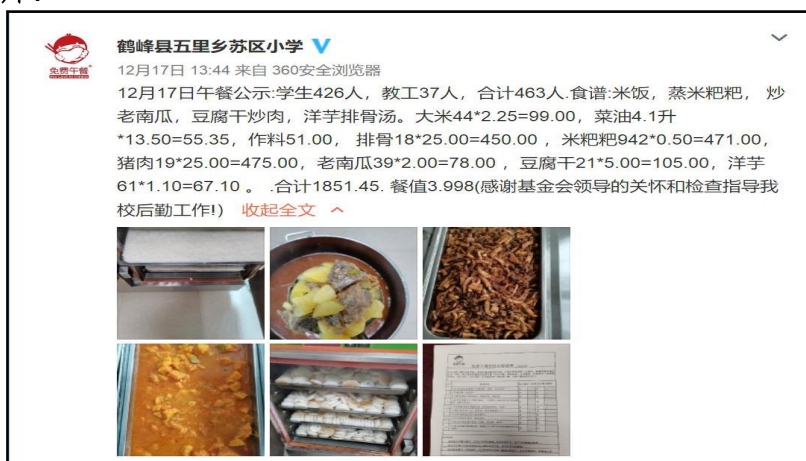 鹤峰县五里乡苏区小学
免费午餐
12月17日 13:44 来自 360安全浏览器
12月17日午餐公示:学生426人，教工37人，合计463人.食谱:米饭，蒸米粑粑， 炒
老南瓜，豆腐干炒肉，洋芋排骨汤。大米44*2.25=99.00，菜油4.1升
*13.50=55.35，作料51.00， 排骨18*25.00=450.00 ，米粑粑942*0.50=471.00，
猪肉19*25.00=475.00，老南瓜39*2.00=78.00 ，豆腐干21*5.00=105.00，洋芋
61*1.10=67.10 。 .合计1851.45. 餐值3.998(感谢基金会领导的关怀和检查指导我
校后勤工作!) 收起全文